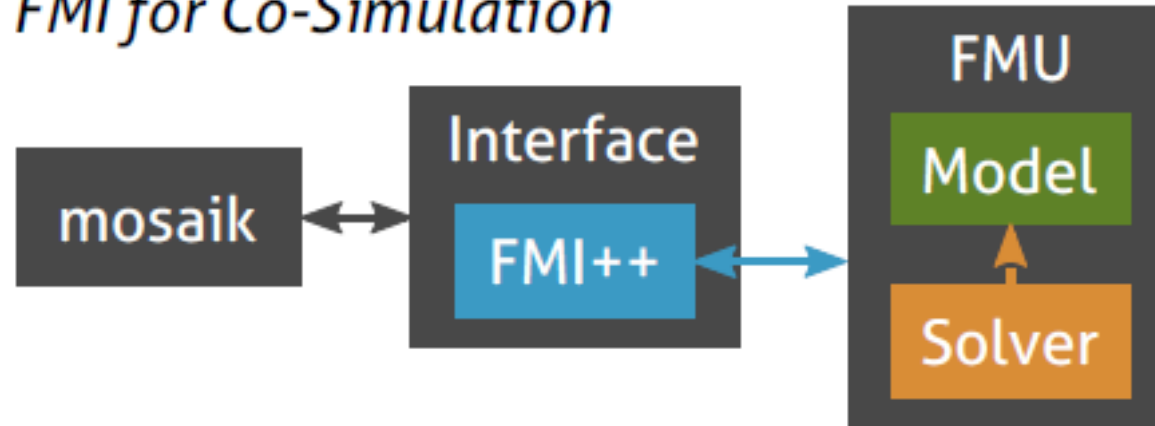 FMI for Co-Simulation
FMU
Interface
Model
mosaik
FMI++
Solver